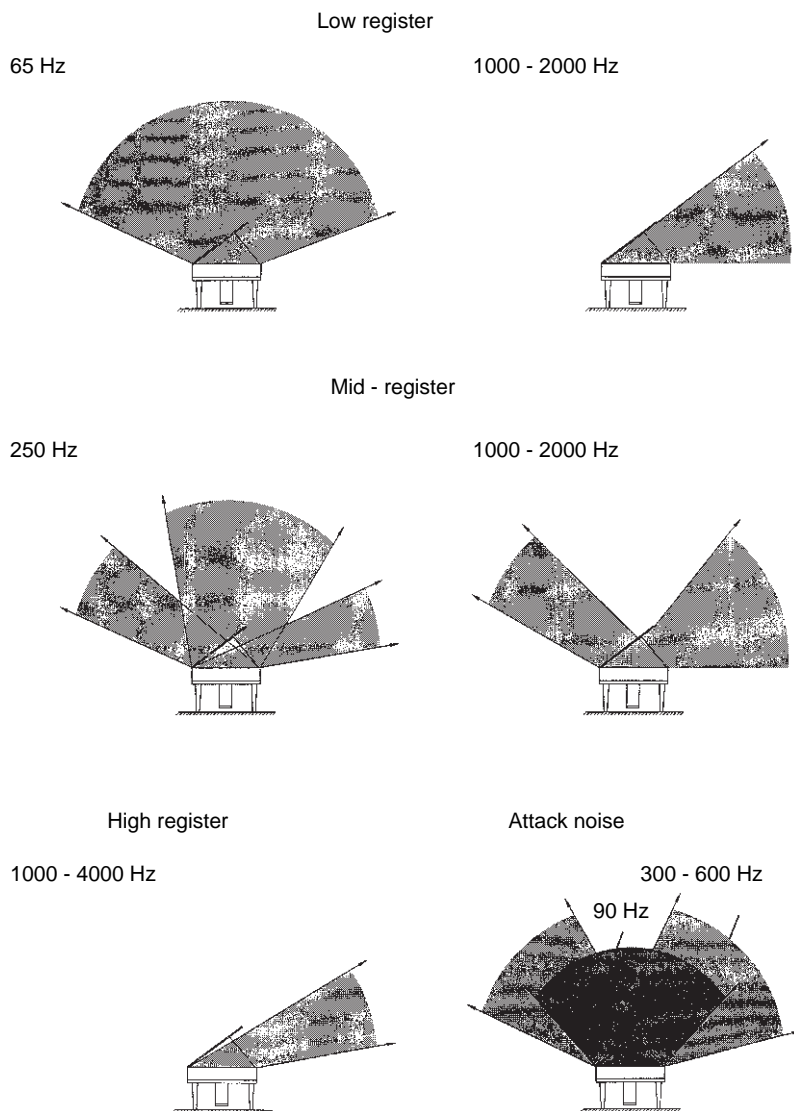 Low register
65 Hz
1000 - 2000 Hz
Mid - register
250 Hz
1000 - 2000 Hz
High register
Attack noise
1000 - 4000 Hz
300 - 600 Hz
90 Hz